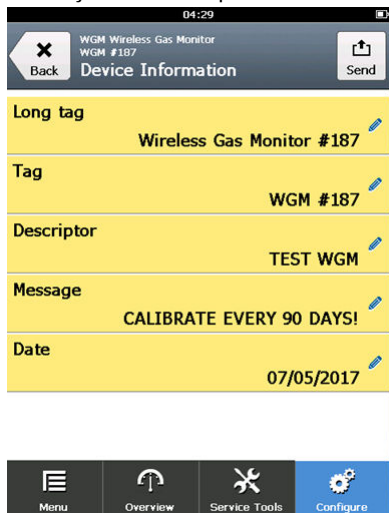 04:29
WGM Wireless Gas Monitor
WGM #187
Device Information
Back
Send
Long tag
Wireless Gas Monitor #187
Tag
WGM #187
Descriptor
TEST WGM
Message
CALIBRATE EVERY 90 DAYS!
Date
07/05/2017
Menu
Overview
Service Tools
Configure